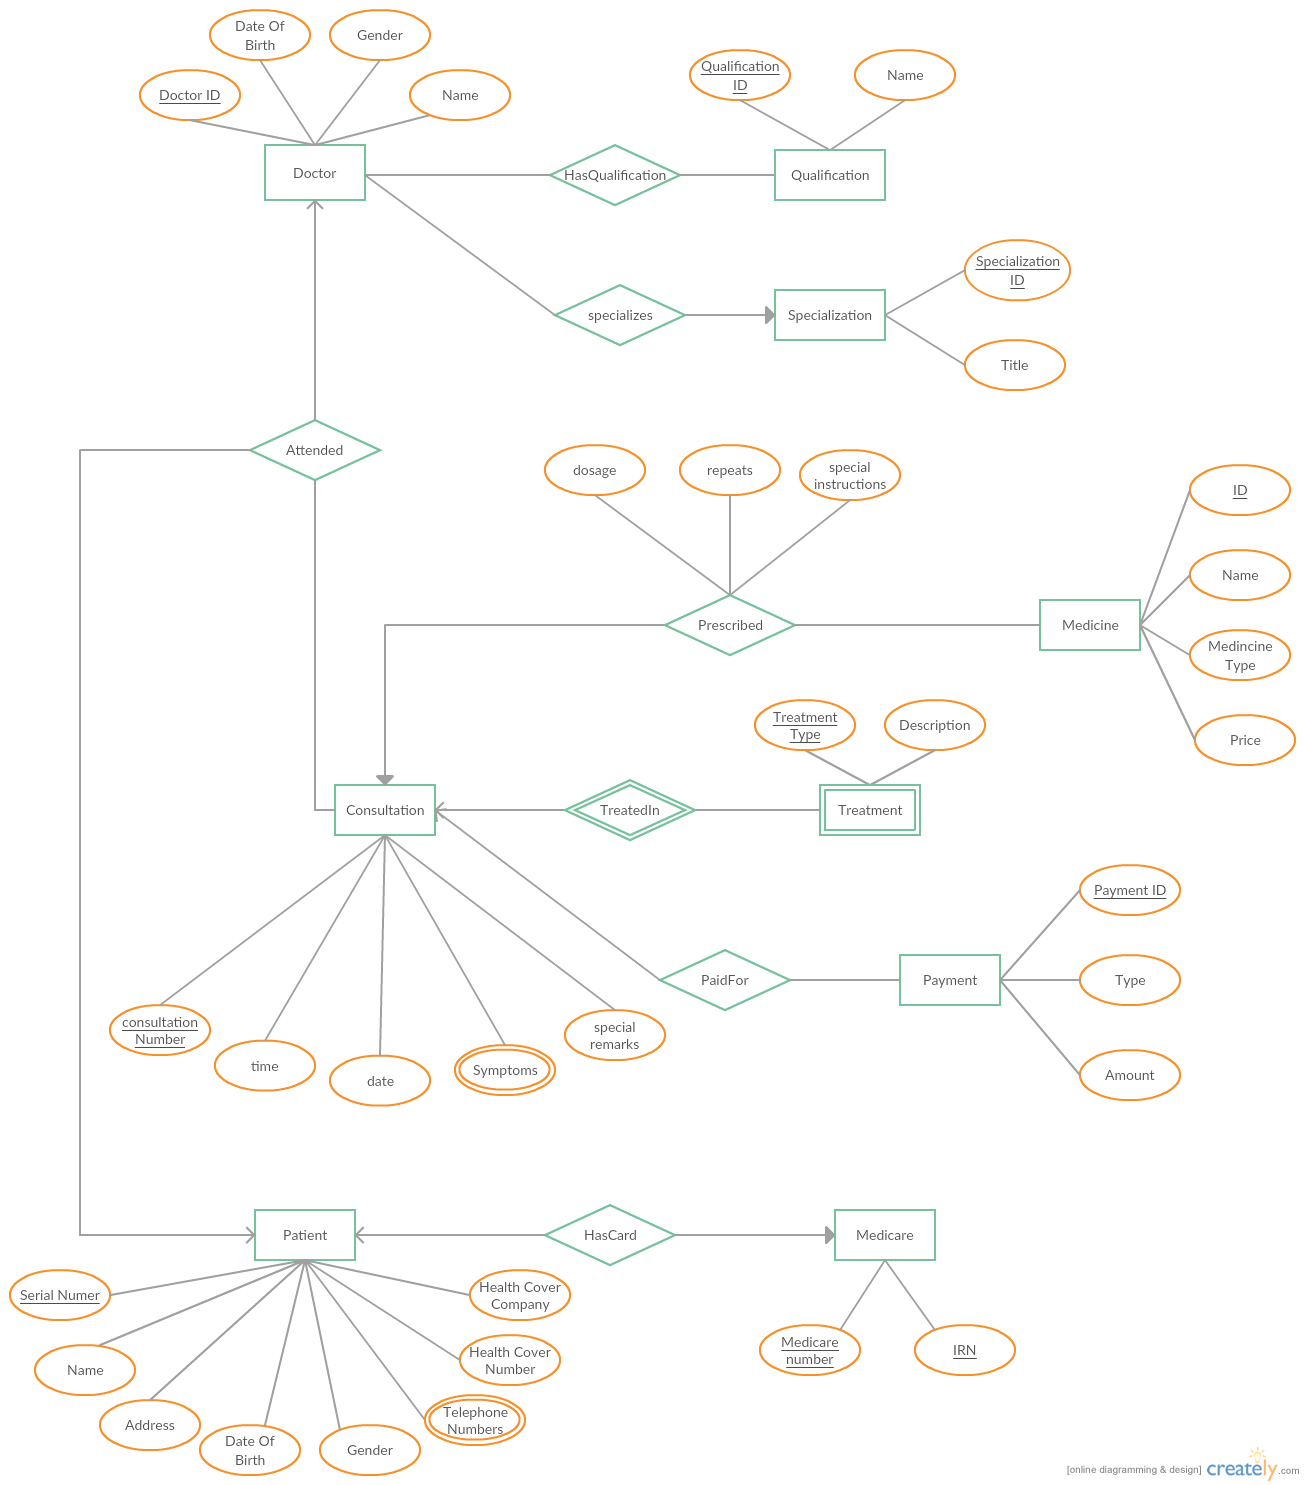 Date Of
Birth
Gender
Doctor ID
Name
Qualification
ID
Name
Doctor
HasQualification
Qualification
Specialization
ID
specializes
Specialization
Title
Attended
dosage
repeats
special
instructions
ID
Name
Prescribed
Medicine
Medincine
Type
Treatment
Type
Description
Price
Consultation
TreatedIn
Treatment
Payment ID
PaidFor
Payment
Type
consultation
Number
time
date
Symptoms
special
remarks
Amount
Patient
HasCard
Medicare
Serial Numer
Health Cover
Company
Name
Health Cover
Number
Medicare
number
IRN
Address
Telephone
Numbers
Date Of
Birth
Gender
[online diagramming & design] creately.com